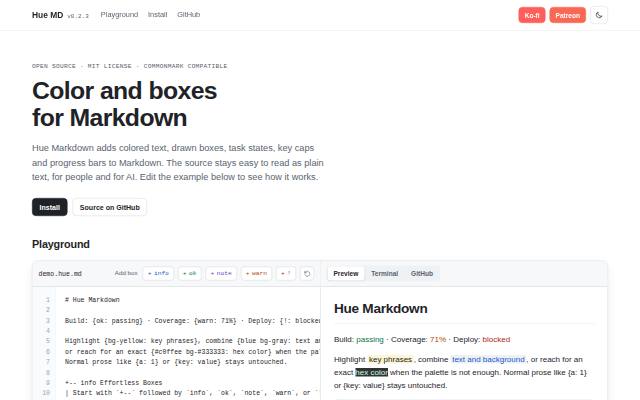 Hue MD v0.2.3 Playground Install GitHub Ko-fi Patreon
OPEN SOURCE · MIT LICENSE · COMMONMARK COMPATIBLE
Color and boxes
for Markdown
Hue Markdown adds colored text, drawn boxes, task states, key caps
and progress bars to Markdown. The source stays easy to read as plain
text, for people and for AI. Edit the example below to see how it works.
Install Source on GitHub
Playground
demo.hue.md Add box + info + ok + note + warn + ! Preview Terminal GitHub
1 # Hue Markdown
2
3 Build: {ok: passing} · Coverage: {warn: 71%} · Deploy: {!: blocked
4
5 Highlight {bg-yellow: key phrases}, combine {blue bg-gray: text an
6 or reach for an exact {#c0ffee bg-#333333: hex color} when the pal
7 Normal prose like {a: 1} or {key: value} stays untouched.
8
9 +-- info Effortless Boxes
10 | Start with `+--` followed by `info`, `ok`, `note`, `warn`, or `
Hue Markdown
Build: passing · Coverage: 71% · Deploy: blocked
Highlight key phrases, combine text and background, or reach for an
exact hex color when the palette is not enough. Normal prose like {a: 1}
or {key: value} stays untouched.